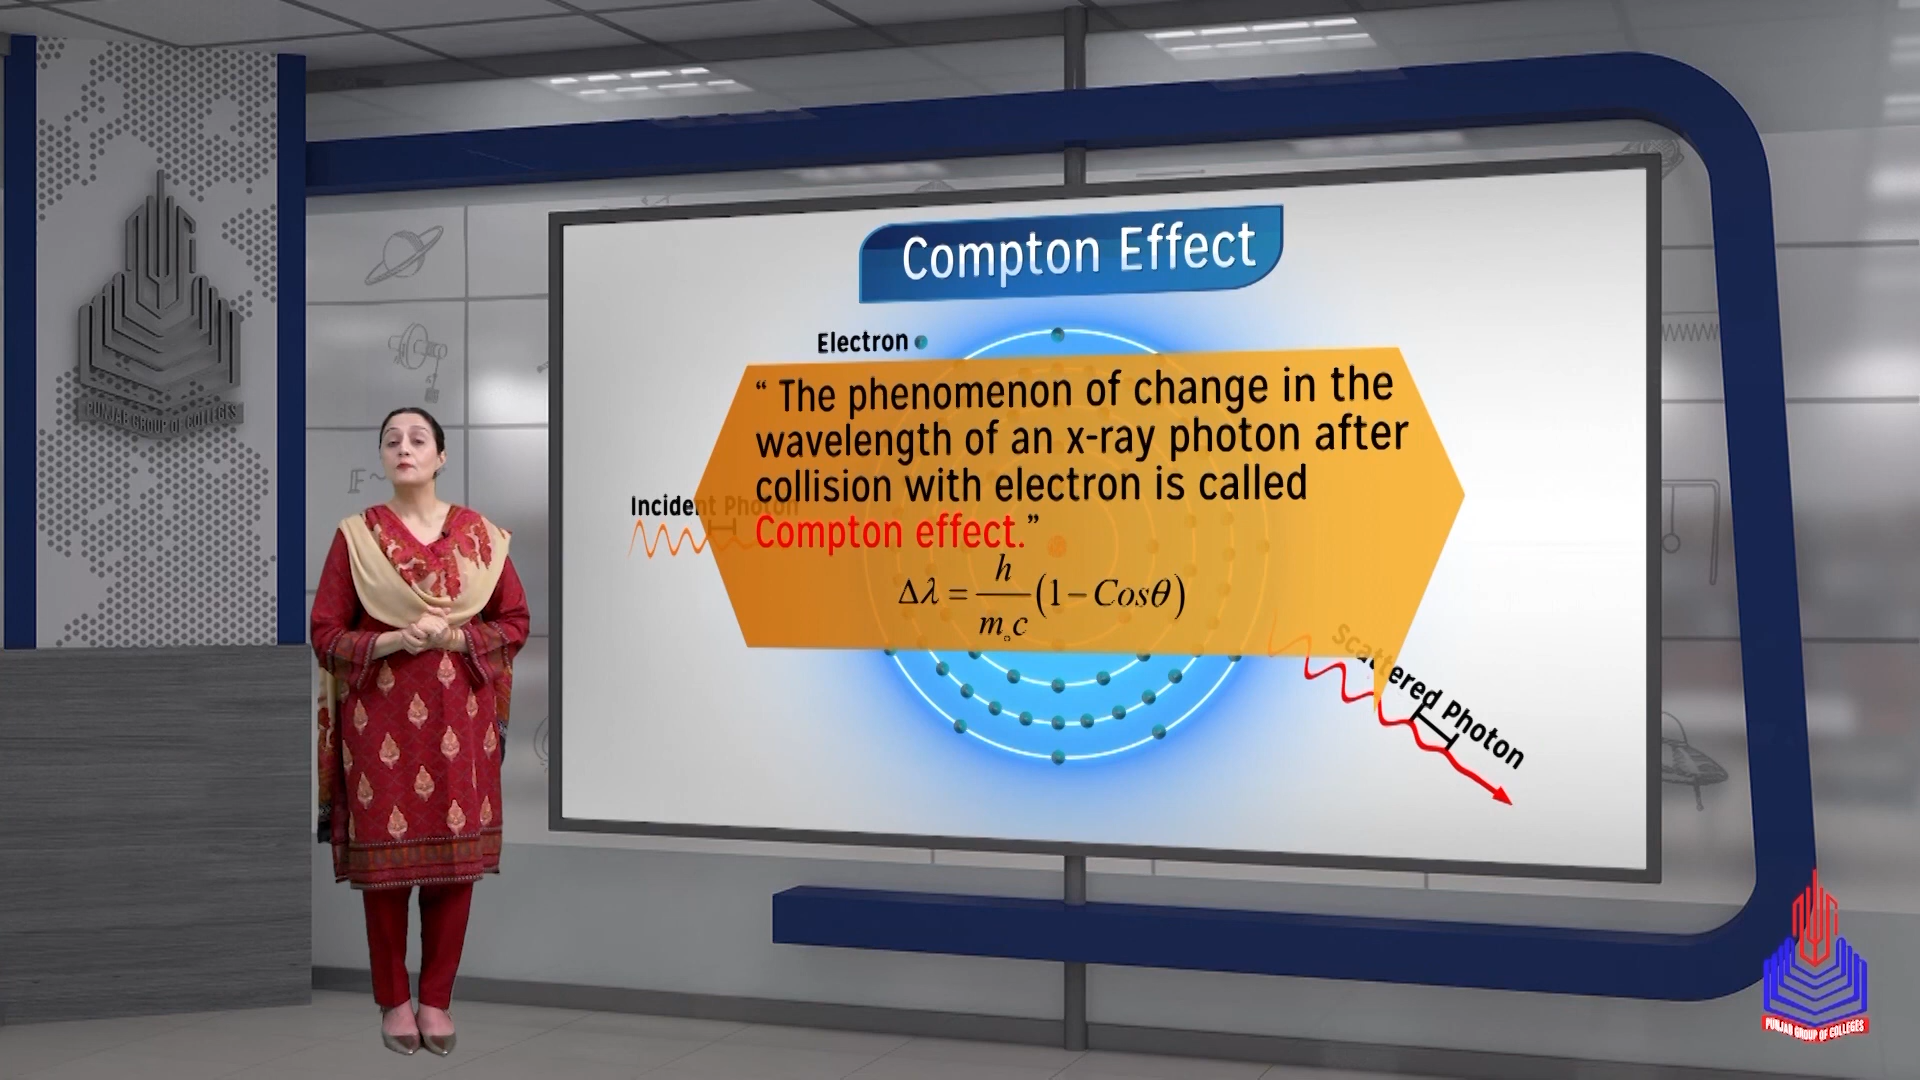 PUNJAB GROUP OF COLLEGES
Compton Effect
Electron
“ The phenomenon of change in the
wavelength of an x-ray photon after
collision with electron is called
Compton effect.”
Δλ = h / m₀c (1 − Cosθ)
Incident Photon
Scattered Photon
PUNJAB GROUP OF COLLEGES